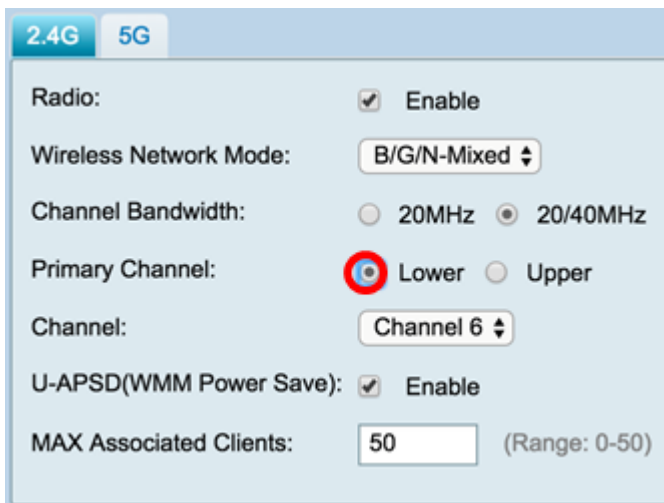 2.4G 5G
Radio: Enable
Wireless Network Mode: B/G/N-Mixed
Channel Bandwidth: 20MHz 20/40MHz
Primary Channel: Lower Upper
Channel: Channel 6
U-APSD(WMM Power Save): Enable
MAX Associated Clients: 50 (Range: 0-50)